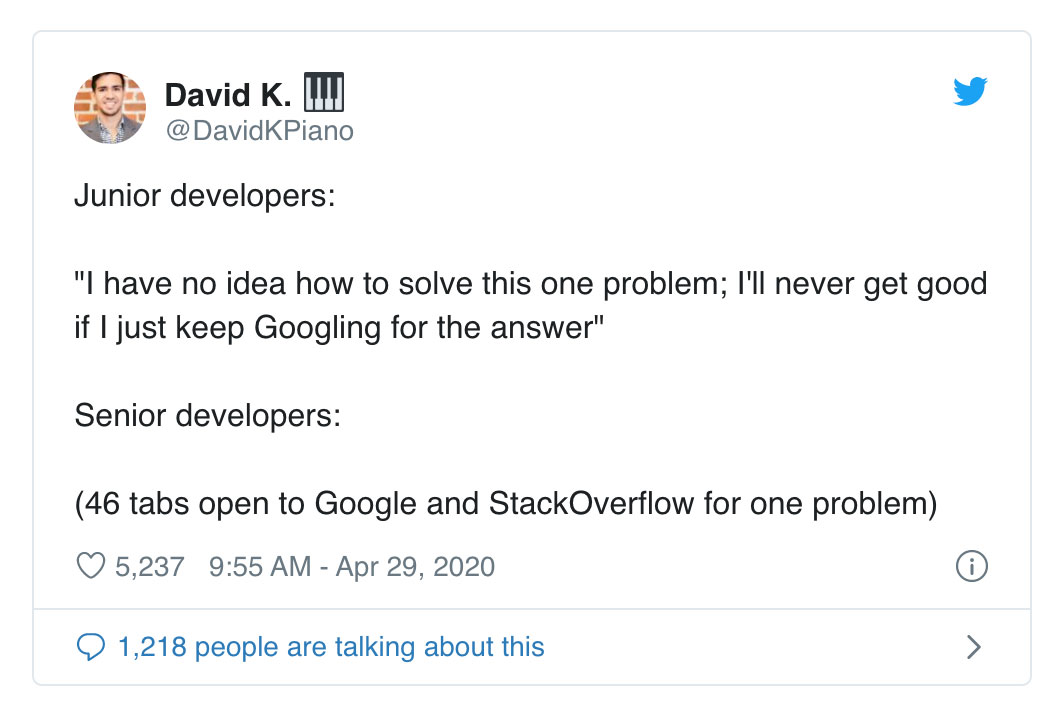 David K. 🎹
@DavidKPiano
Junior developers:
"I have no idea how to solve this one problem; I'll never get good
if I just keep Googling for the answer"
Senior developers:
(46 tabs open to Google and StackOverflow for one problem)
5,237 9:55 AM - Apr 29, 2020
1,218 people are talking about this